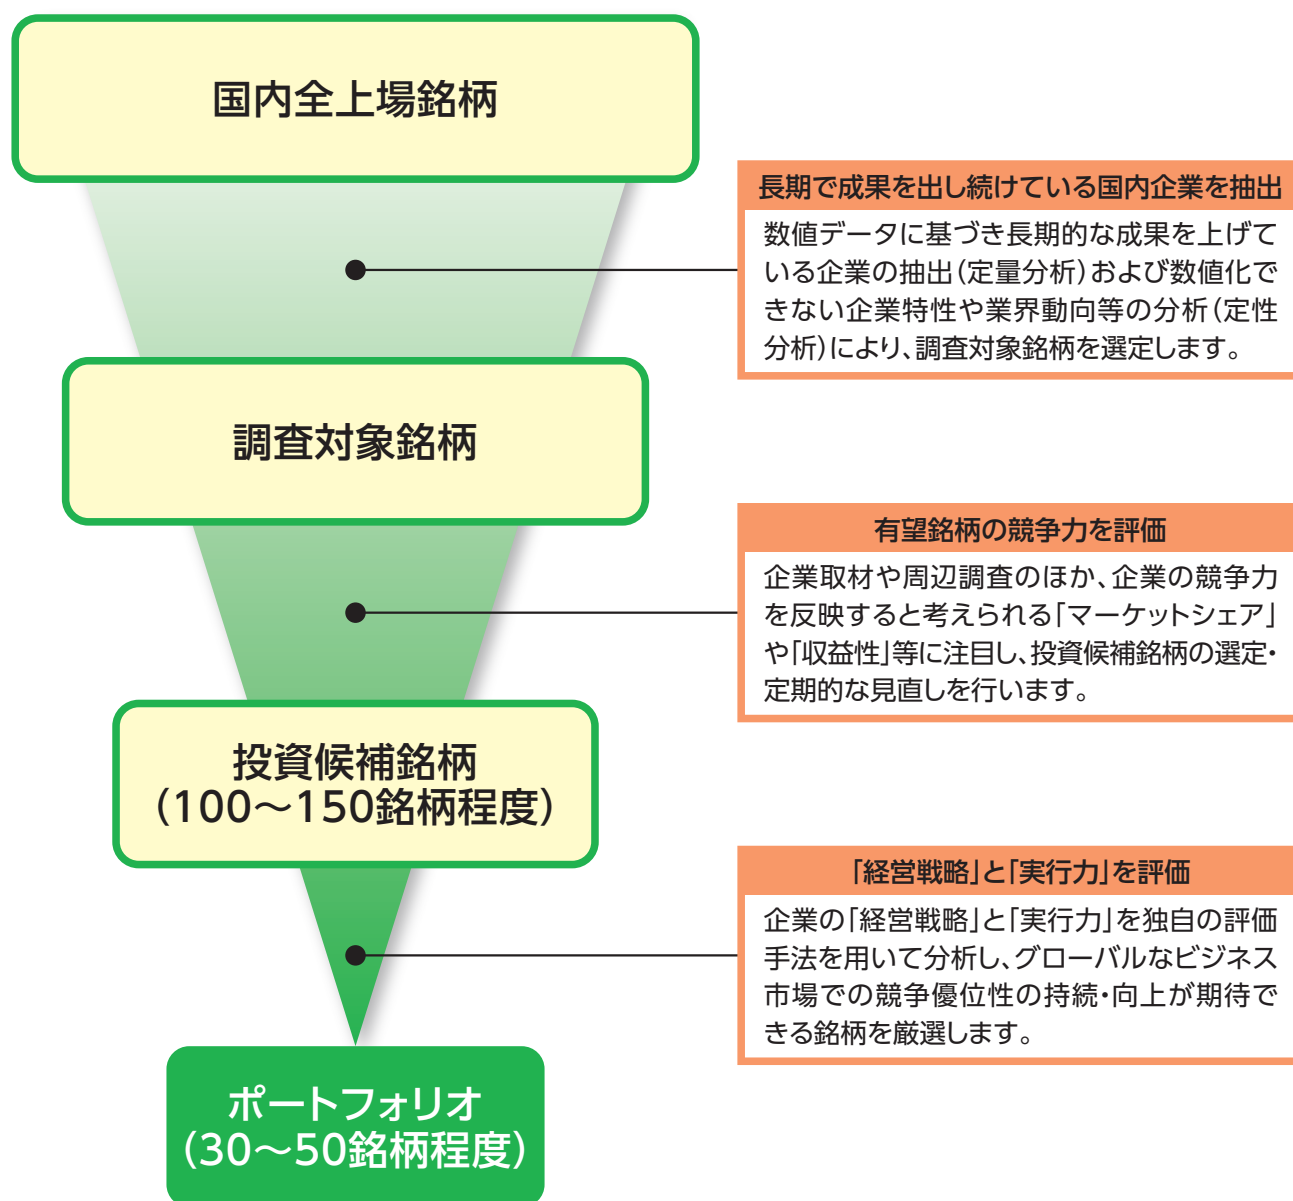 国内全上場銘柄
長期で成果を出し続けている国内企業を抽出
数値データに基づき長期的な成果を上げて
いる企業の抽出(定量分析)および数値化で
きない企業特性や業界動向等の分析(定性
分析)により、調査対象銘柄を選定します。
調査対象銘柄
有望銘柄の競争力を評価
企業取材や周辺調査のほか、企業の競争力
を反映すると考えられる「マーケットシェア」
や「収益性」等に注目し、投資候補銘柄の選定・
定期的な見直しを行います。
投資候補銘柄
(100～150銘柄程度)
「経営戦略」と「実行力」を評価
企業の「経営戦略」と「実行力」を独自の評価
手法を用いて分析し、グローバルなビジネス
市場での競争優位性の持続・向上が期待で
きる銘柄を厳選します。
ポートフォリオ
(30～50銘柄程度)